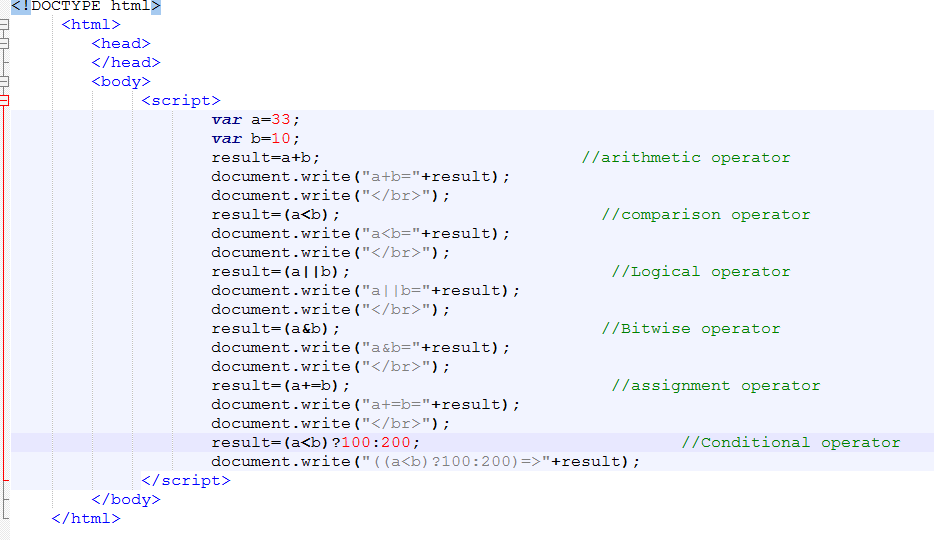 <!DOCTYPE html>
<html>
<head>
</head>
<body>
<script>
var a=33;
var b=10;
result=a+b; //arithmetic operator
document.write("a+b="+result);
document.write("</br>");
result=(a<b); //comparison operator
document.write("a<b="+result);
document.write("</br>");
result=(a||b); //Logical operator
document.write("a||b="+result);
document.write("</br>");
result=(a&b); //Bitwise operator
document.write("a&b="+result);
document.write("</br>");
result=(a+=b); //assignment operator
document.write("a+=b="+result);
document.write("</br>");
result=(a<b)?100:200; //Conditional operator
document.write("((a<b)?100:200)=>"+result);
</script>
</body>
</html>